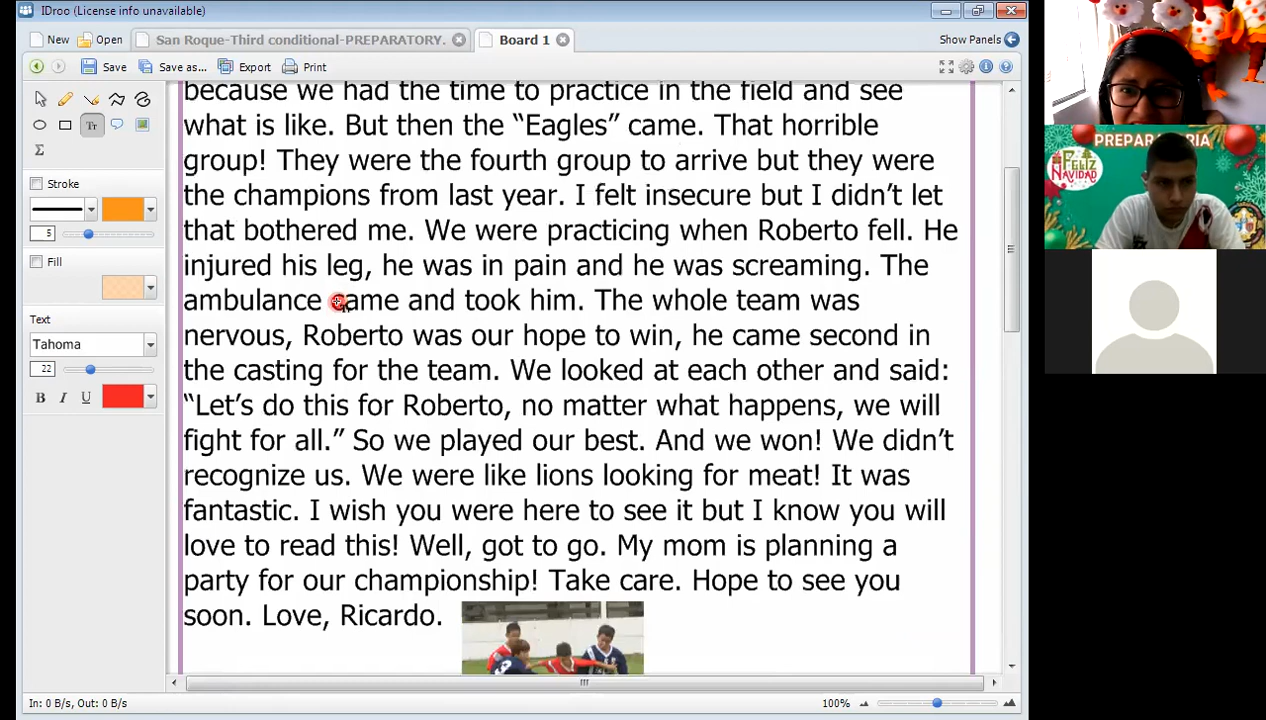 IDroo (License info unavailable)
New Open San Roque-Third conditional-PREPARATORY. Board 1 Show Panels
Save Save as... Export Print
Tr
Σ
Stroke
5
Fill
Text
Tahoma
22
B I U
because we had the time to practice in the field and see
what is like. But then the “Eagles” came. That horrible
group! They were the fourth group to arrive but they were
the champions from last year. I felt insecure but I didn’t let
that bothered me. We were practicing when Roberto fell. He
injured his leg, he was in pain and he was screaming. The
ambulance came and took him. The whole team was
nervous, Roberto was our hope to win, he came second in
the casting for the team. We looked at each other and said:
“Let’s do this for Roberto, no matter what happens, we will
fight for all.” So we played our best. And we won! We didn’t
recognize us. We were like lions looking for meat! It was
fantastic. I wish you were here to see it but I know you will
love to read this! Well, got to go. My mom is planning a
party for our championship! Take care. Hope to see you
soon. Love, Ricardo.
3
In: 0 B/s, Out: 0 B/s 100%
PREPARATORIA
FELIZ
NAVIDAD